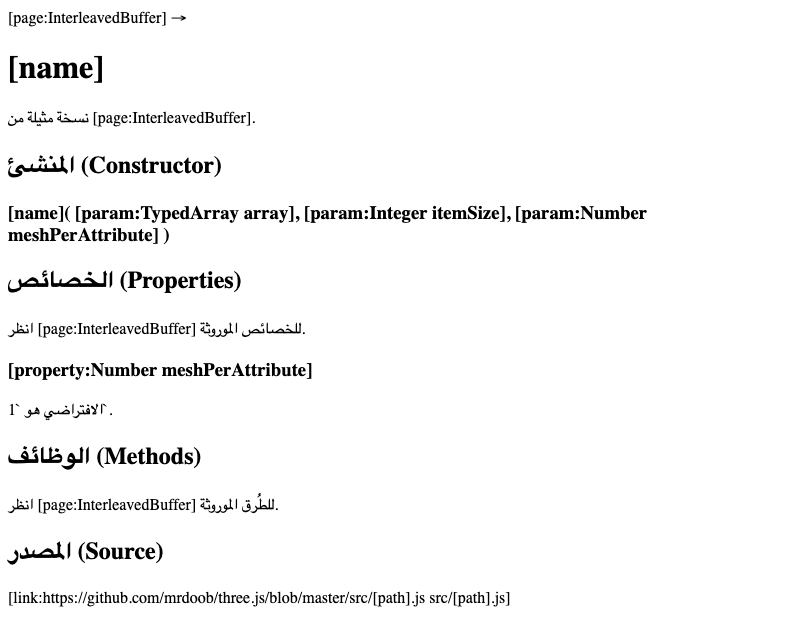 [page:InterleavedBuffer] →
[name]
نسخة مثيلة من [page:InterleavedBuffer].
المنشئ (Constructor)
[name]( [param:TypedArray array], [param:Integer itemSize], [param:Number
meshPerAttribute] )
الخصائص (Properties)
انظر [page:InterleavedBuffer] للخصائص الموروثة.
[property:Number meshPerAttribute]
الافتراضي هو `1` .
الوظائف (Methods)
انظر [page:InterleavedBuffer] للطُرق الموروثة.
المصدر (Source)
[link:https://github.com/mrdoob/three.js/blob/master/src/[path].js src/[path].js]